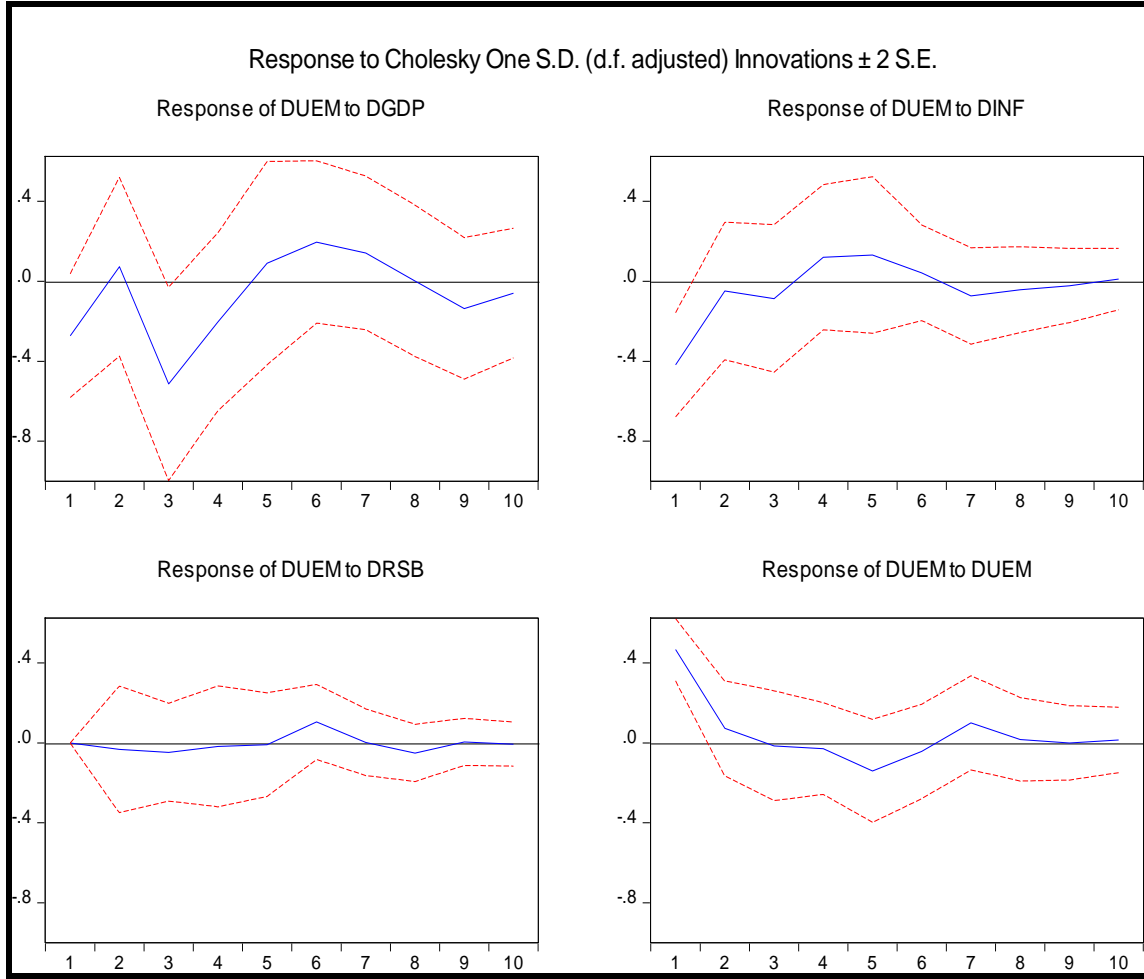 Response to Cholesky One S.D. (d.f. adjusted) Innovations ± 2 S.E.
Response of DUEM to DGDP
.4
.0
-.4
-.8
1 2 3 4 5 6 7 8 9 10
Response of DUEM to DINF
.4
.0
-.4
-.8
1 2 3 4 5 6 7 8 9 10
Response of DUEM to DRSB
.4
.0
-.4
-.8
1 2 3 4 5 6 7 8 9 10
Response of DUEM to DUEM
.4
.0
-.4
-.8
1 2 3 4 5 6 7 8 9 10